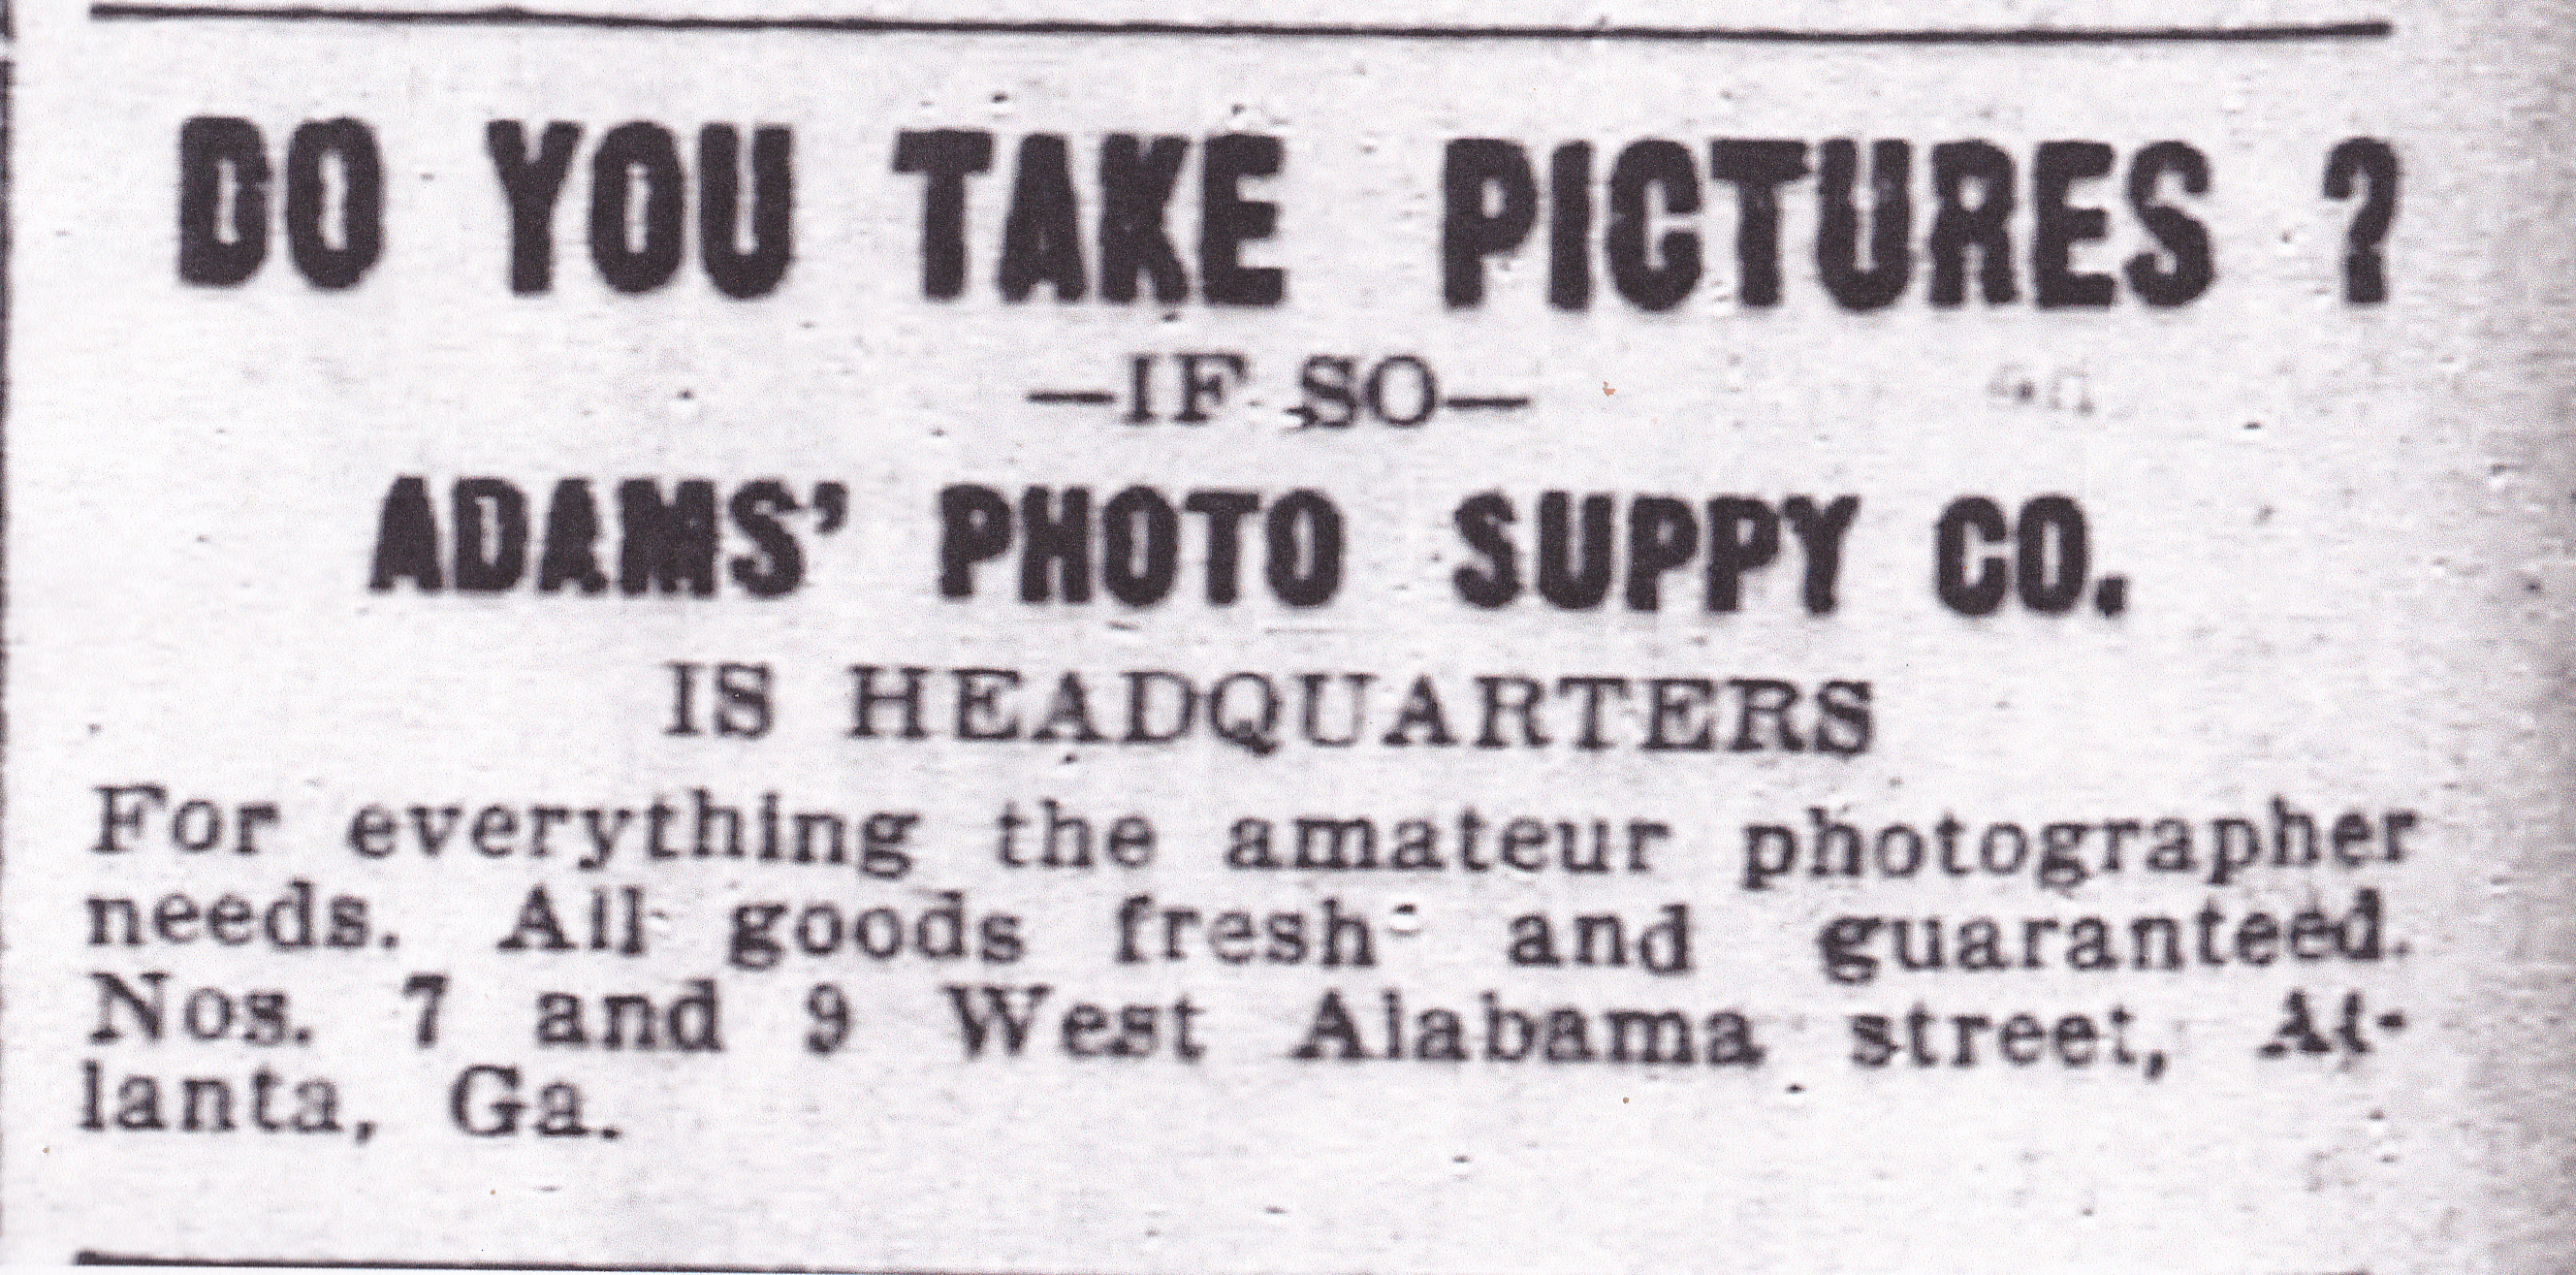 DO YOU TAKE PICTURES ?
—IF SO—
ADAMS' PHOTO SUPPY CO.
IS HEADQUARTERS
For everything the amateur photographer
needs. All goods fresh and guaranteed.
Nos. 7 and 9 West Alabama street, At-
lanta, Ga.